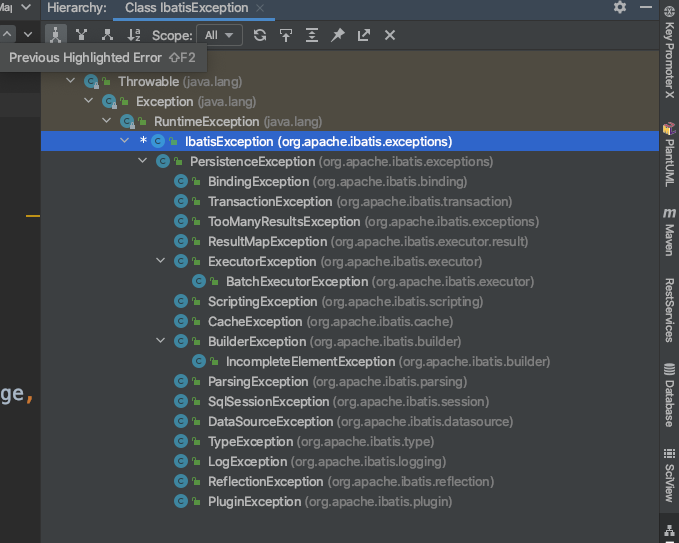 Map
Hierarchy:
Class IbatisException
Scope:
All
Previous Highlighted Error ⇧F2
Throwable (java.lang)
Exception (java.lang)
RuntimeException (java.lang)
* IbatisException (org.apache.ibatis.exceptions)
PersistenceException (org.apache.ibatis.exceptions)
BindingException (org.apache.ibatis.binding)
TransactionException (org.apache.ibatis.transaction)
TooManyResultsException (org.apache.ibatis.exceptions)
ResultMapException (org.apache.ibatis.executor.result)
ExecutorException (org.apache.ibatis.executor)
BatchExecutorException (org.apache.ibatis.executor)
ScriptingException (org.apache.ibatis.scripting)
CacheException (org.apache.ibatis.cache)
BuilderException (org.apache.ibatis.builder)
IncompleteElementException (org.apache.ibatis.builder)
ParsingException (org.apache.ibatis.parsing)
SqlSessionException (org.apache.ibatis.session)
DataSourceException (org.apache.ibatis.datasource)
TypeException (org.apache.ibatis.type)
LogException (org.apache.ibatis.logging)
ReflectionException (org.apache.ibatis.reflection)
PluginException (org.apache.ibatis.plugin)
ge,
Key Promoter X
PlantUML
Maven
RestServices
Database
SciView